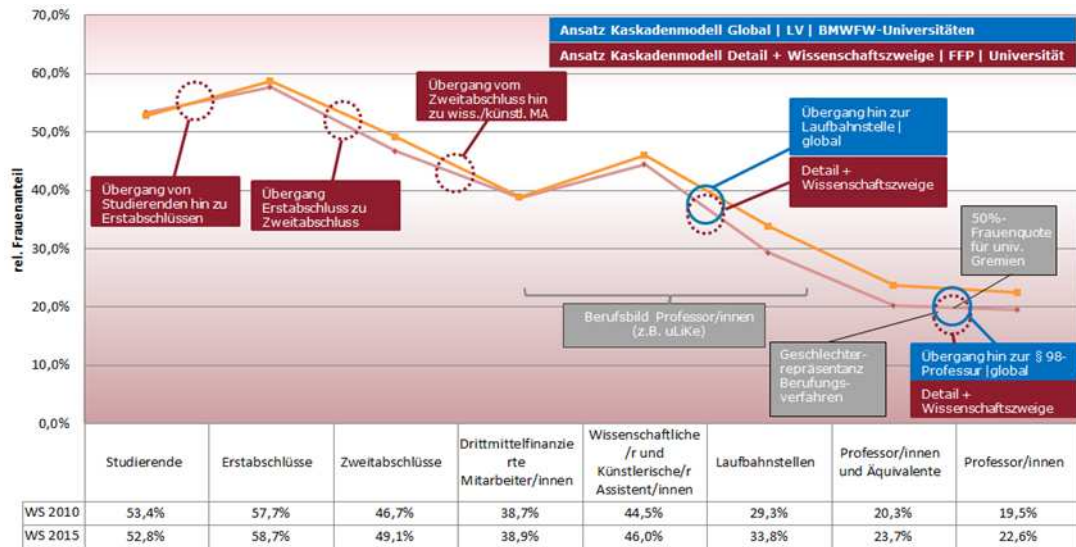 70,0%
60,0%
50,0%
40,0%
30,0%
20,0%
10,0%
0,0%
rel. Frauenanteil
Ansatz Kaskadenmodell Global | LV | BMWFW-Universitäten
Ansatz Kaskadenmodell Detail + Wissenschaftszweige | FFP | Universität
Übergang von
Studierenden hin zu
Erstabschlüssen
Übergang
Erstabschluss zu
Zweitabschluss
Übergang vom
Zweitabschluss hin
zu wiss./künstl. MA
Übergang hin zur
Laufbahnstelle |
global
Detail +
Wissenschaftszweige
50%-
Frauenquote
für univ.
Gremien
Berufsbild Professor/innen
(z.B. uLiKe)
Geschlechter-
repräsentanz
Berufungs-
verfahren
Übergang hin zur § 98-
Professur |global
Detail +
Wissenschaftszweige
Studierende
Erstabschlüsse
Zweitabschlüsse
Drittmittelfinanzie
rte
Mitarbeiter/innen
Wissenschaftliche
/r und
Künstlerische/r
Assistent/innen
Laufbahnstellen
Professor/innen
und Äquivalente
Professor/innen
WS 2010 53,4% 57,7% 46,7% 38,7% 44,5% 29,3% 20,3% 19,5%
WS 2015 52,8% 58,7% 49,1% 38,9% 46,0% 33,8% 23,7% 22,6%